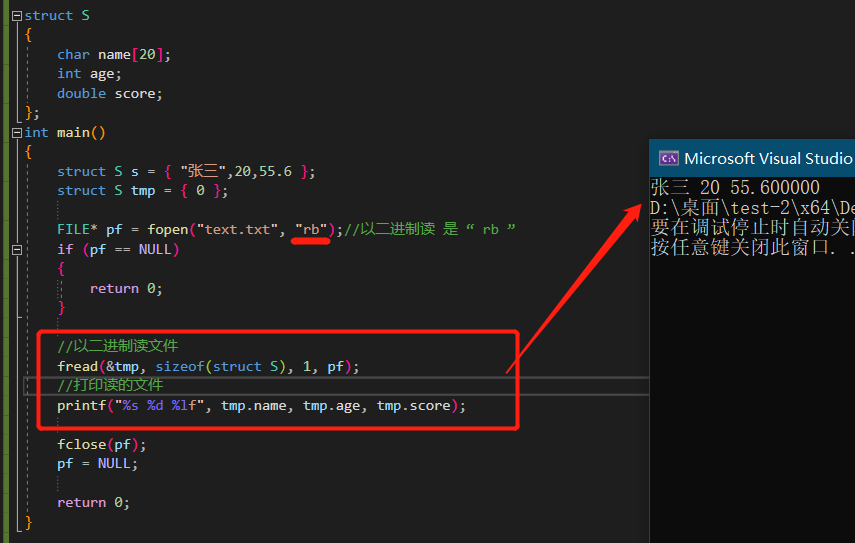 struct S
{
char name[20];
int age;
double score;
};
int main()
{
struct S s = { "张三",20,55.6 };
struct S tmp = { 0 };
FILE* pf = fopen("text.txt", "rb");//以二进制读 是 “ rb ”
if (pf == NULL)
{
return 0;
}
//以二进制读文件
fread(&tmp, sizeof(struct S), 1, pf);
//打印读的文件
printf("%s %d %lf", tmp.name, tmp.age, tmp.score);
fclose(pf);
pf = NULL;
return 0;
}
Microsoft Visual Studio
张三 20 55.600000
D:\桌面\test-2\x64\De
要在调试停止时自动关闭
按任意键关闭此窗口. .